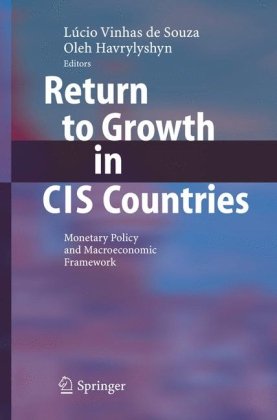 Lúcio Vinhas de Souza
Oleh Havrylyshyn
Editors
Return
to Growth
in
CIS Countries
Monetary Policy
and Macroeconomic
Framework
Springer